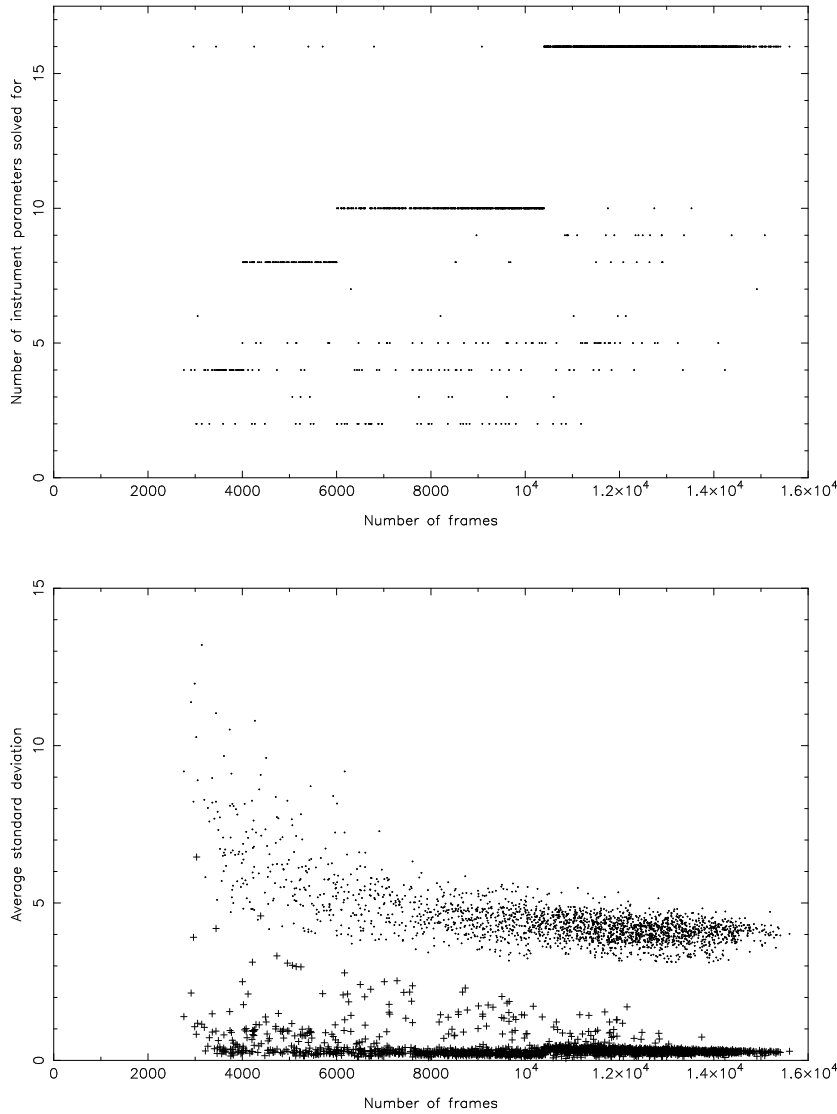 Number of instrument parameters solved for
15
10
5
0
0 2000 4000 6000 8000 10⁴ 1.2×10⁴ 1.4×10⁴ 1.6×10⁴
Number of frames
Average standard deviation
15
10
5
0
0 2000 4000 6000 8000 10⁴ 1.2×10⁴ 1.4×10⁴ 1.6×10⁴
Number of frames